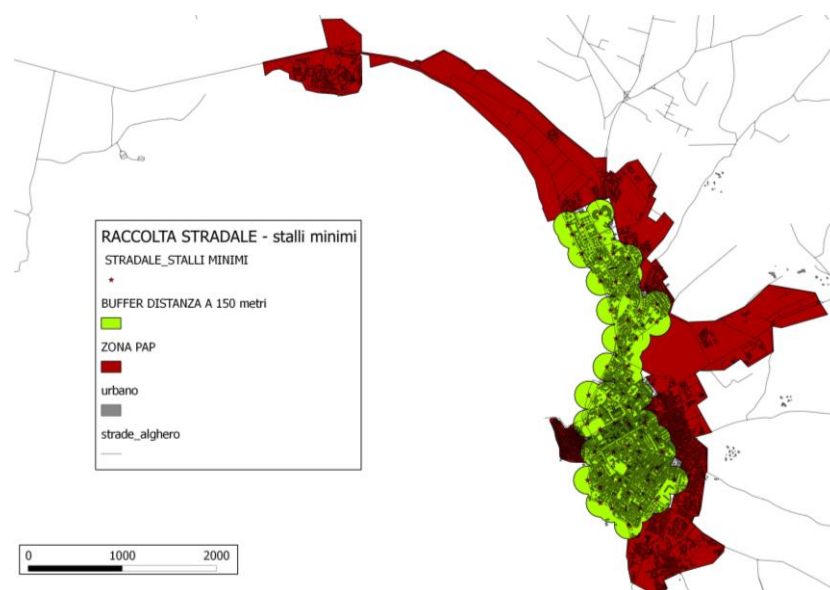 RACCOLTA STRADALE - stalli minimi
STRADALE_STALLI MINIMI
BUFFER DISTANZA A 150 metri
ZONA PAP
urbano
strade_alghero
0 1000 2000